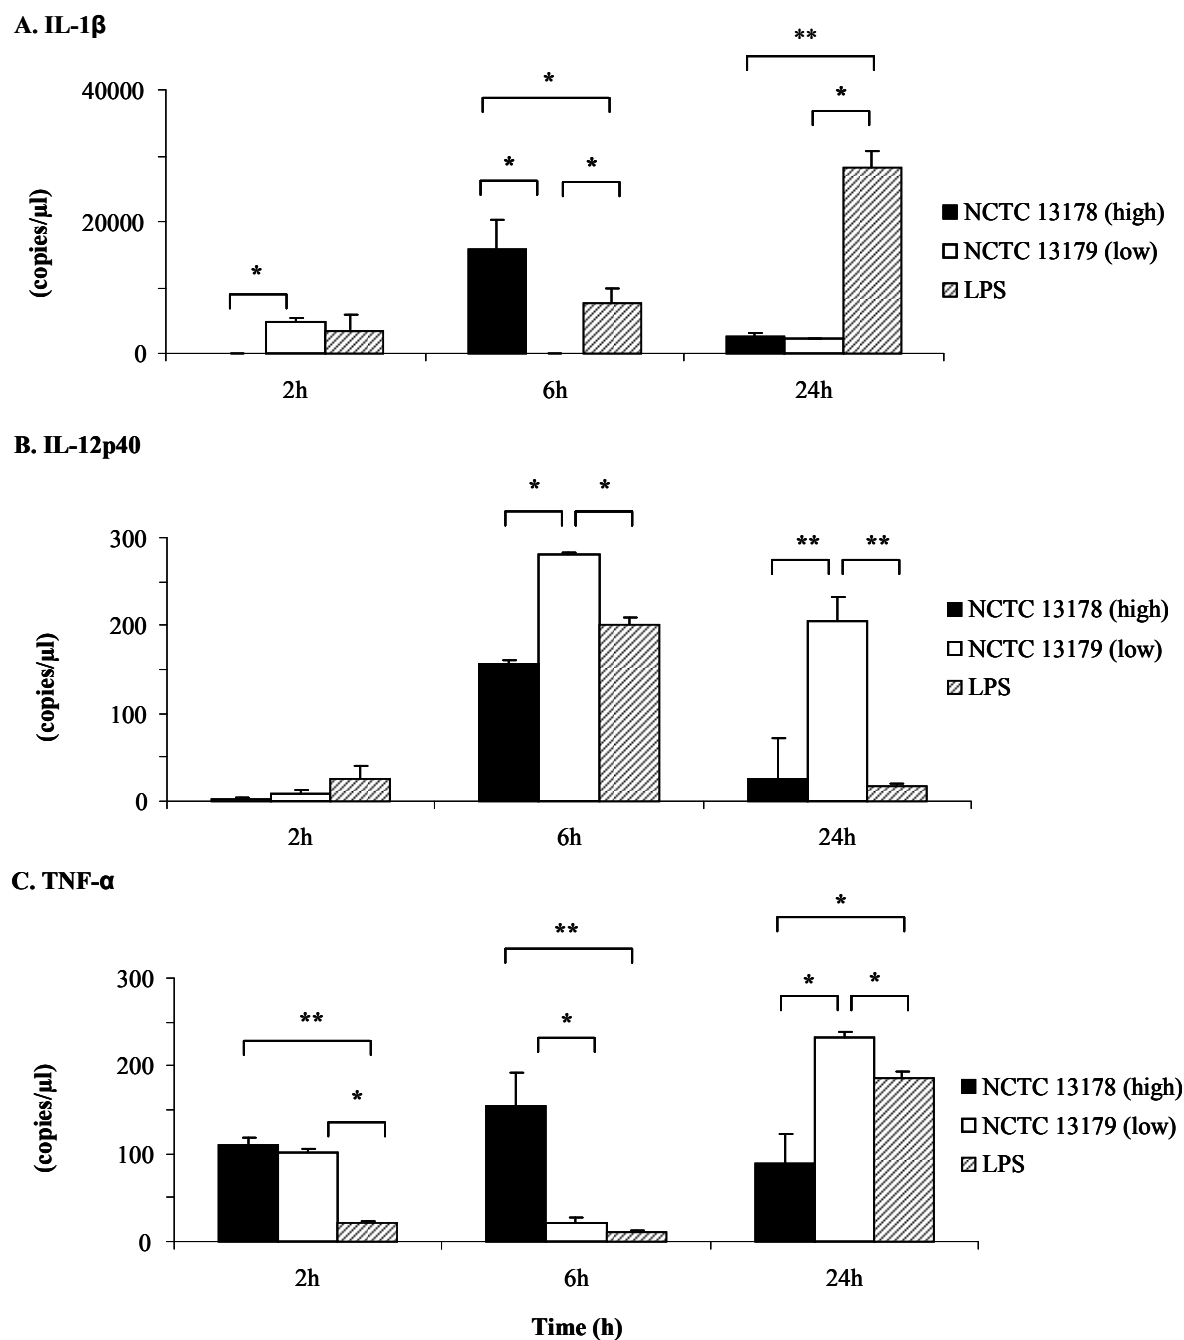 A. IL-1β
**
40000
*
*
*
*
(copies/µl)
20000
*
0
2h
6h
24h
NCTC 13178 (high)
NCTC 13179 (low)
LPS
B. IL-12p40
*
*
300
**
**
200
(copies/µl)
100
0
2h
6h
24h
NCTC 13178 (high)
NCTC 13179 (low)
LPS
C. TNF-α
*
**
300
*
*
**
*
200
*
(copies/µl)
100
0
2h
6h
24h
NCTC 13178 (high)
NCTC 13179 (low)
LPS
Time (h)